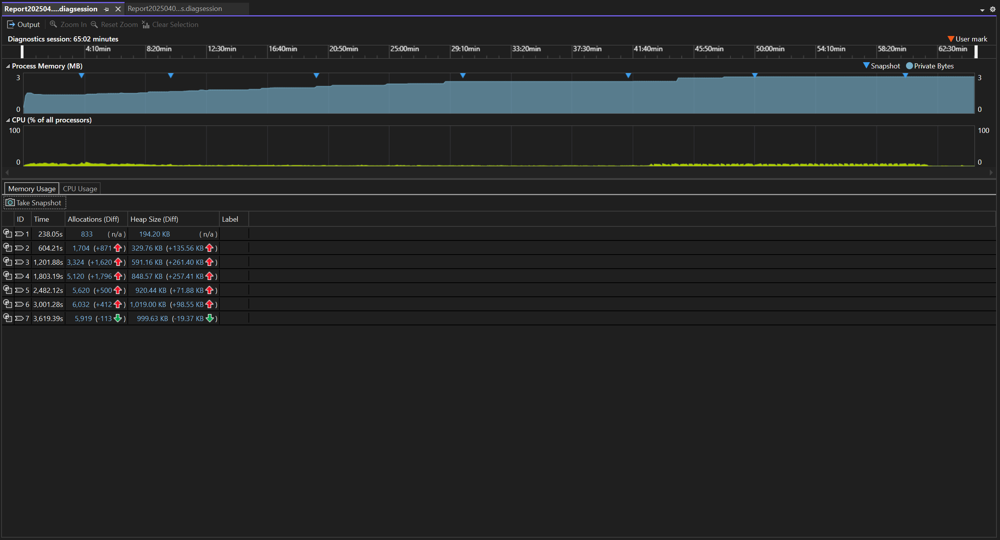 Report202504....diagsession Report2025040...s.diagsession
Output Zoom In Reset Zoom Clear Selection
Diagnostics session: 65:02 minutes User mark
4:10min 8:20min 12:30min 16:40min 20:50min 25:00min 29:10min 33:20min 37:30min 41:40min 45:50min 50:00min 54:10min 58:20min 62:30min
Process Memory (MB) Snapshot Private Bytes
3 3
0 0
CPU (% of all processors)
100 100
0 0
Memory Usage CPU Usage
Take Snapshot
ID Time Allocations (Diff) Heap Size (Diff) Label
1 238.05s 833 ( n/a ) 194.20 KB ( n/a )
2 604.21s 1,704 (+871 ) 329.76 KB (+135.56 KB )
3 1,201.88s 3,324 (+1,620 ) 591.16 KB (+261.40 KB )
4 1,803.19s 5,120 (+1,796 ) 848.57 KB (+257.41 KB )
5 2,482.12s 5,620 (+500 ) 920.44 KB (+71.88 KB )
6 3,001.28s 6,032 (+412 ) 1,019.00 KB (+98.55 KB )
7 3,619.39s 5,919 (-113 ) 999.63 KB (-19.37 KB )